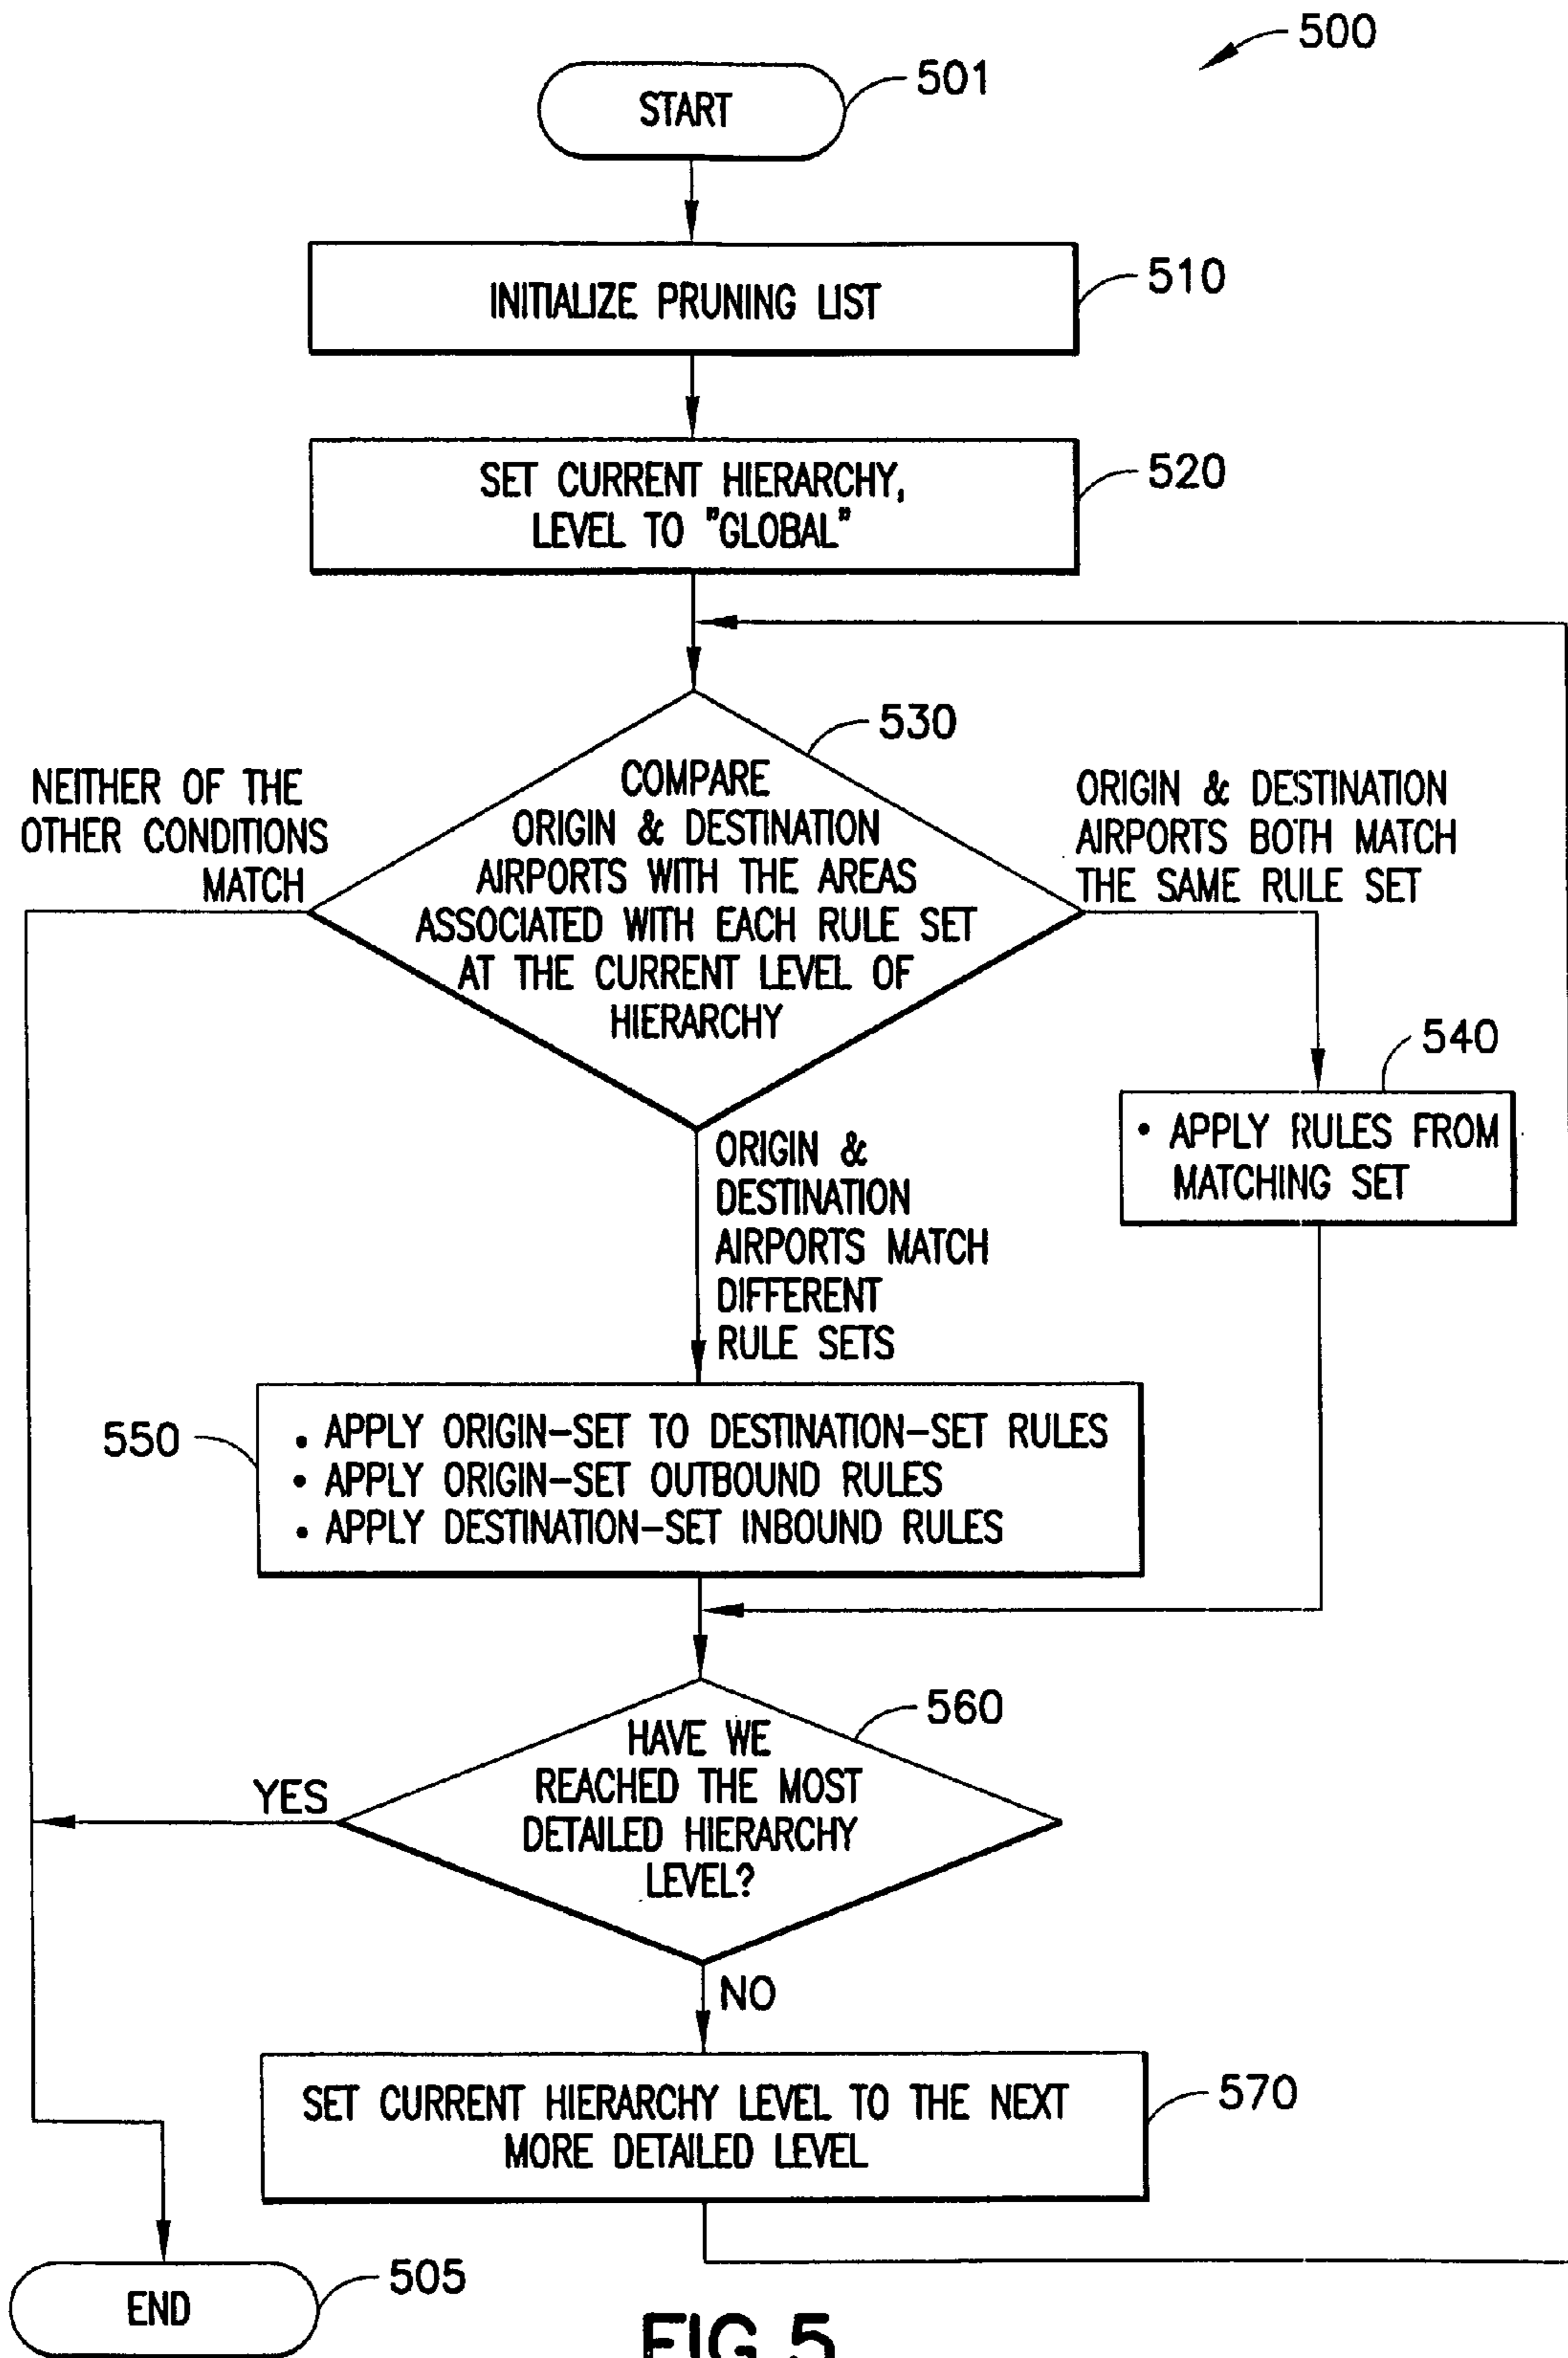 500
START
501
INITIALIZE PRUNING LIST
510
SET CURRENT HIERARCHY,
LEVEL TO "GLOBAL"
520
530
COMPARE
ORIGIN & DESTINATION
AIRPORTS WITH THE AREAS
ASSOCIATED WITH EACH RULE SET
AT THE CURRENT LEVEL OF
HIERARCHY
NEITHER OF THE
OTHER CONDITIONS
MATCH
ORIGIN & DESTINATION
AIRPORTS BOTH MATCH
THE SAME RULE SET
540
• APPLY RULES FROM
MATCHING SET
ORIGIN &
DESTINATION
AIRPORTS MATCH
DIFFERENT
RULE SETS
550
• APPLY ORIGIN-SET TO DESTINATION-SET RULES
• APPLY ORIGIN-SET OUTBOUND RULES
• APPLY DESTINATION-SET INBOUND RULES
560
HAVE WE
REACHED THE MOST
DETAILED HIERARCHY
LEVEL?
YES
NO
SET CURRENT HIERARCHY LEVEL TO THE NEXT
MORE DETAILED LEVEL
570
END
505
FIG.5